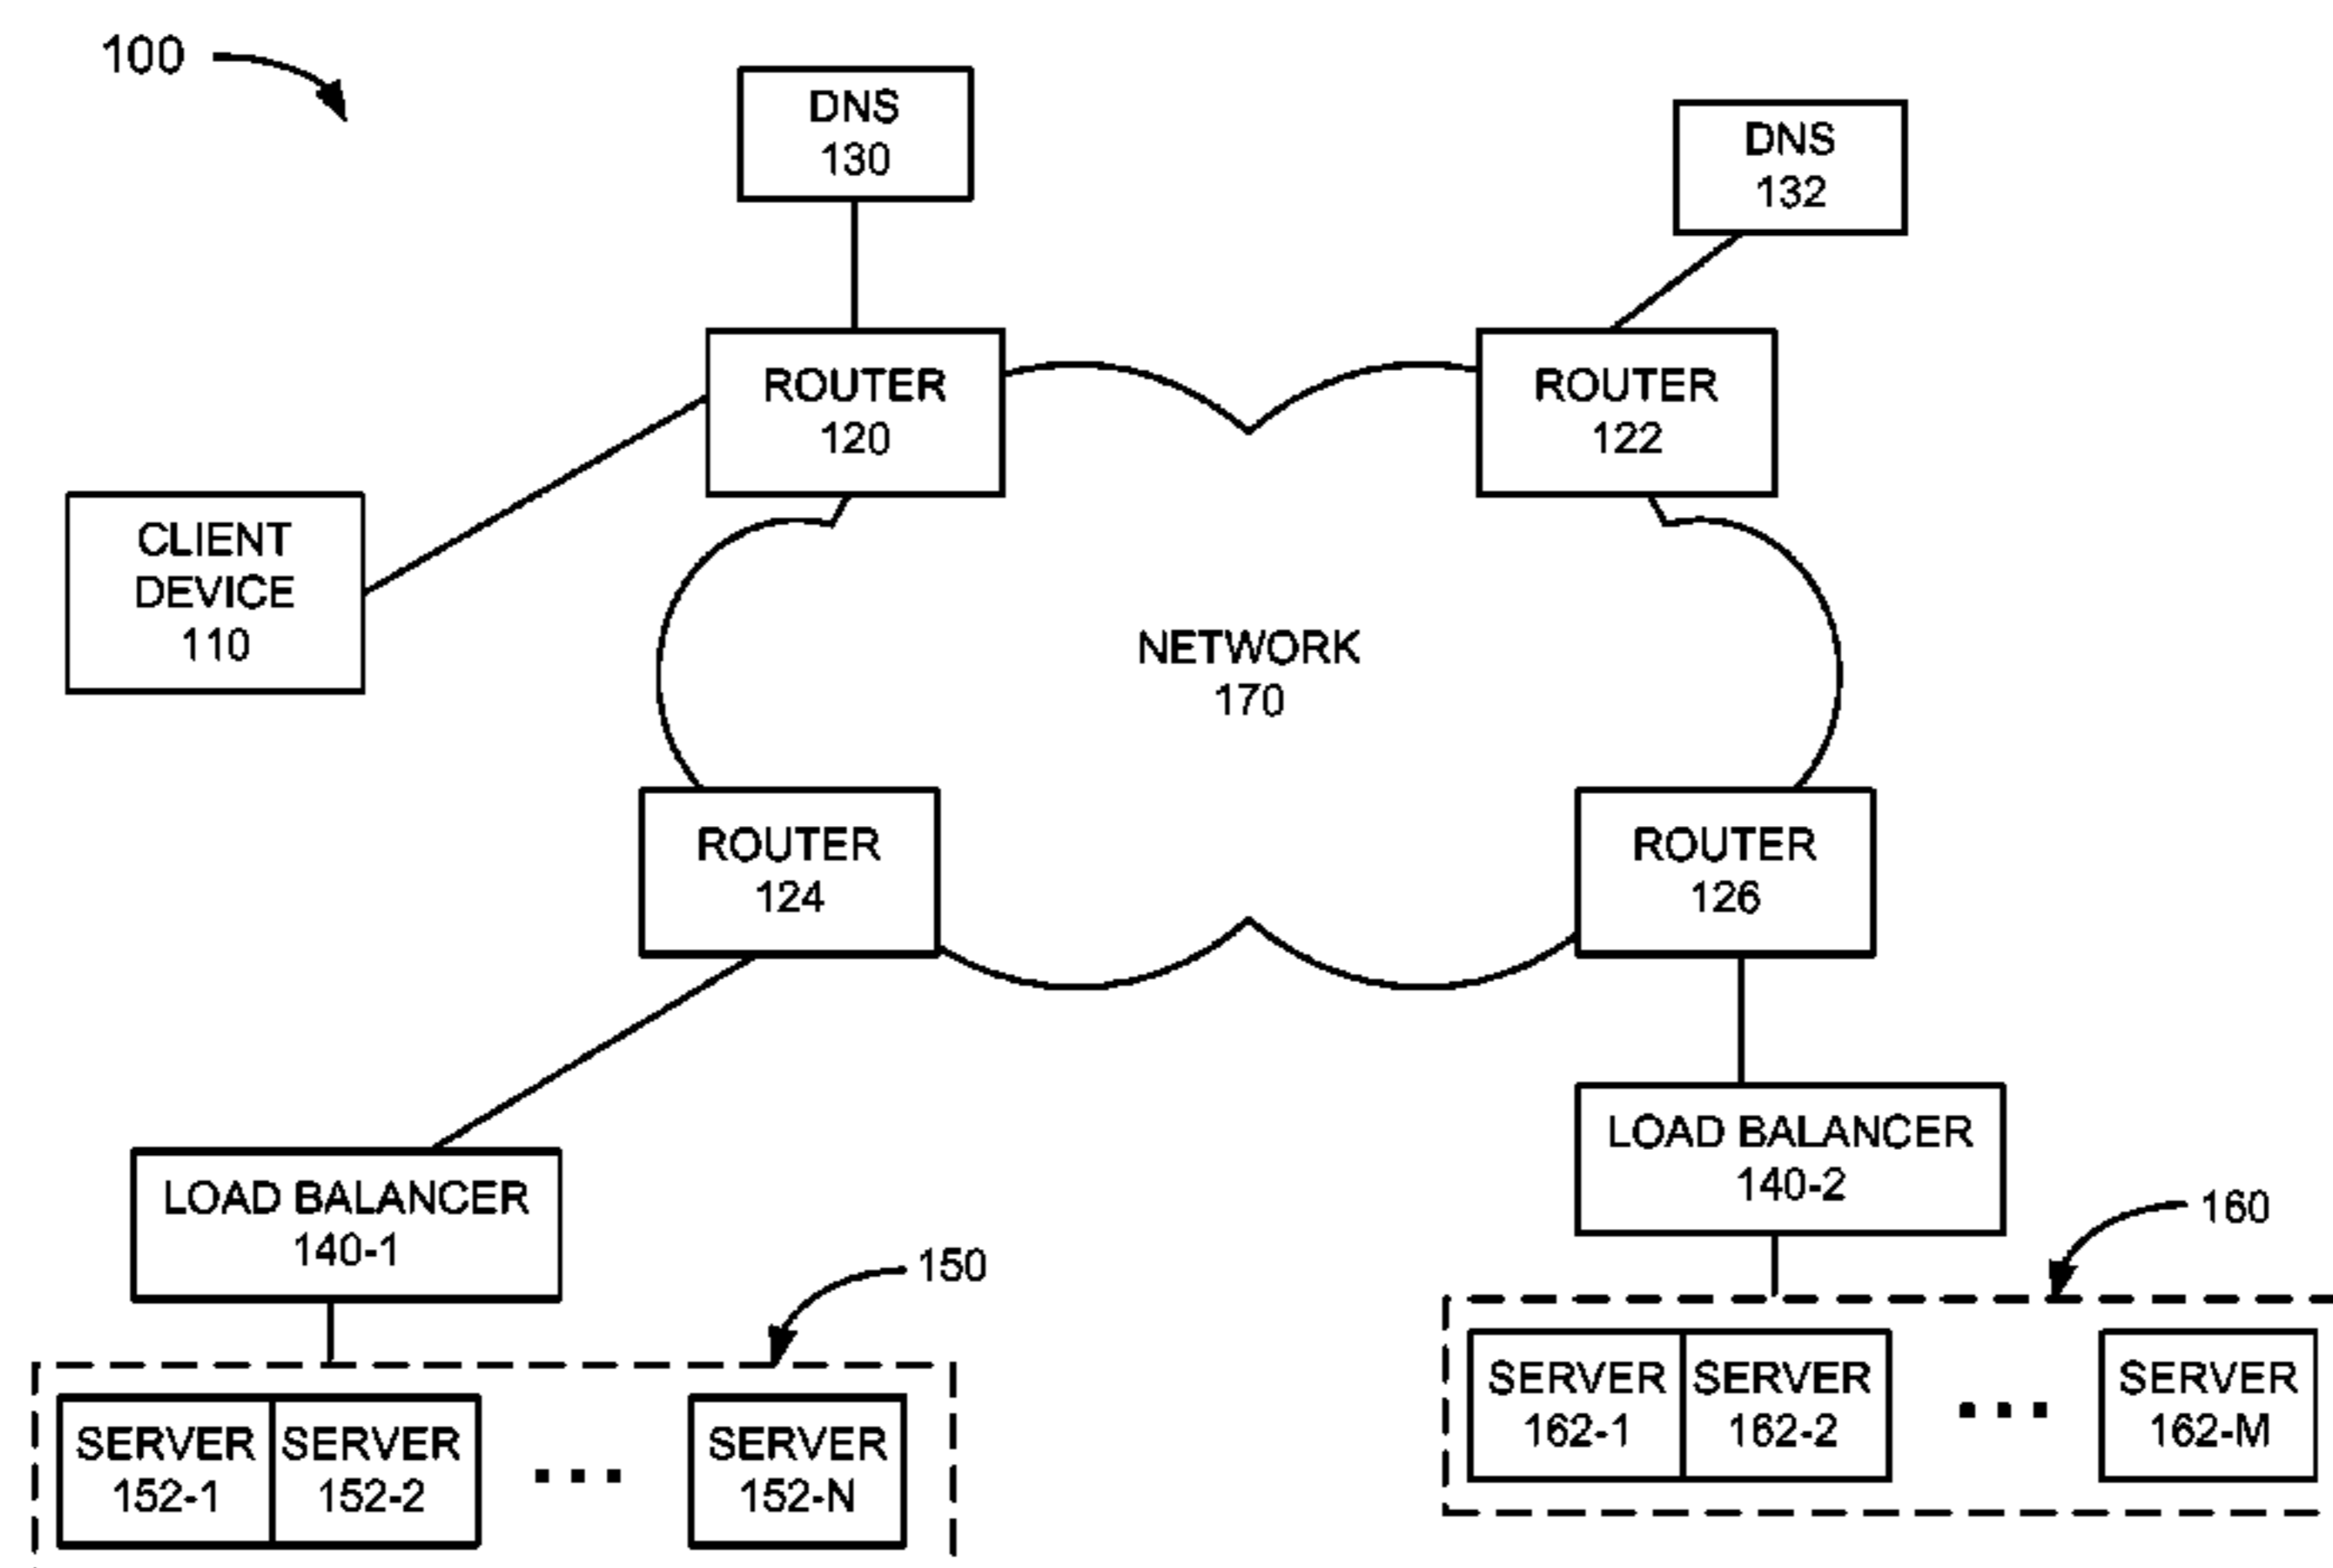 100
DNS
130
DNS
132
ROUTER
120
ROUTER
122
CLIENT
DEVICE
110
NETWORK
170
ROUTER
124
ROUTER
126
LOAD BALANCER
140-1
LOAD BALANCER
140-2
150
160
SERVER
152-1
SERVER
152-2
...
SERVER
152-N
SERVER
162-1
SERVER
162-2
...
SERVER
162-M